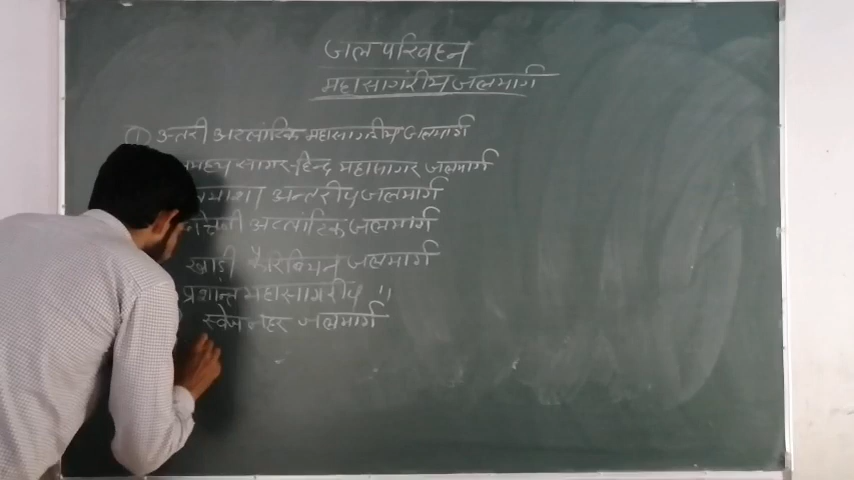 जल परिवहन
महासागरीय जलमार्ग
① उत्तरी अटलांटिक महासागरीय जलमार्ग
मध्य सागर-हिन्द महासागर जलमार्ग
अन्तरीप जलमार्ग
अटलांटिक जलमार्ग
खाड़ी कैरिबियन जलमार्ग
प्रशान्त महासागरीय "
स्वेज नहर जलमार्ग